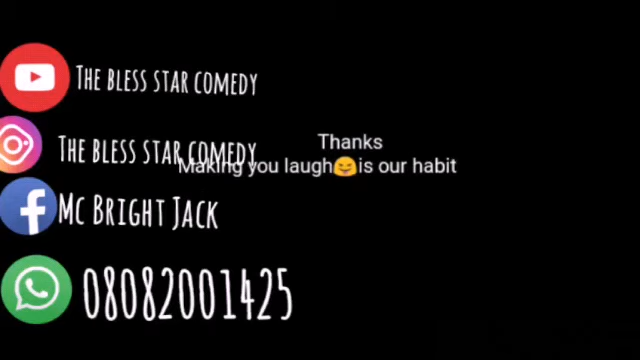 The bless star comedy
The bless star comedy
Thanks
Making you laugh😄is our habit
Mc Bright Jack
08082001425